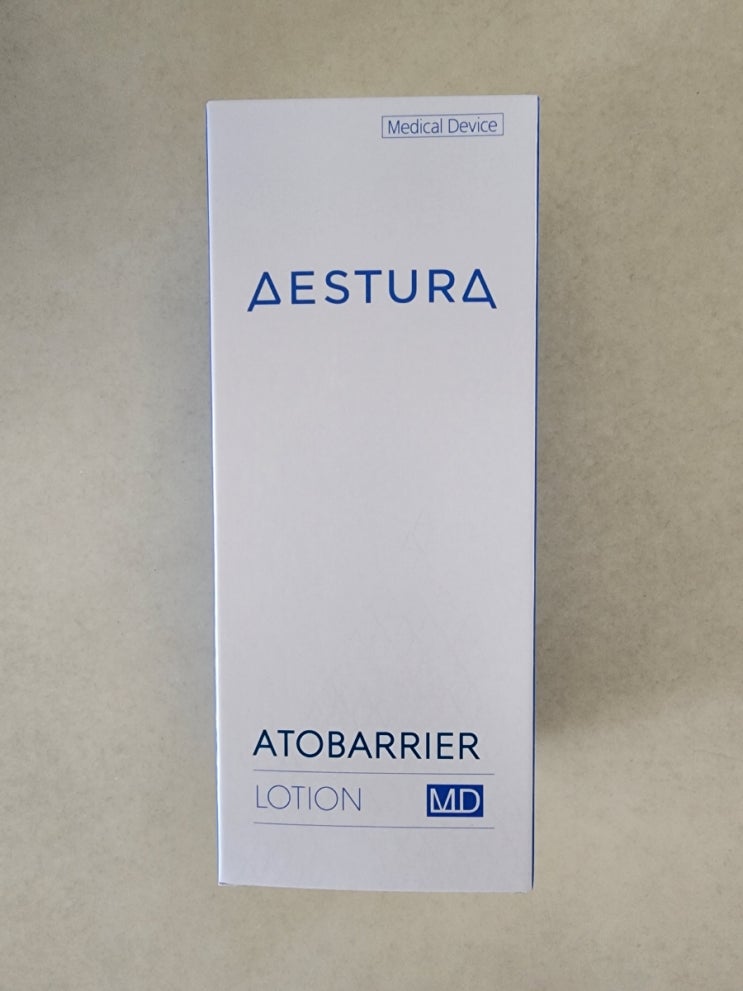 Medical Device
AESTURA
ATOBARRIER
LOTION MD